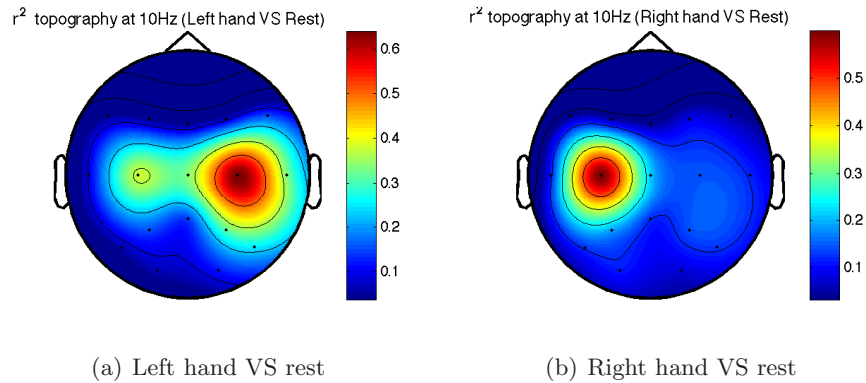 r² topography at 10Hz (Left hand VS Rest)
0.6
0.5
0.4
0.3
0.2
0.1
(a) Left hand VS rest
r² topography at 10Hz (Right hand VS Rest)
0.5
0.4
0.3
0.2
0.1
(b) Right hand VS rest